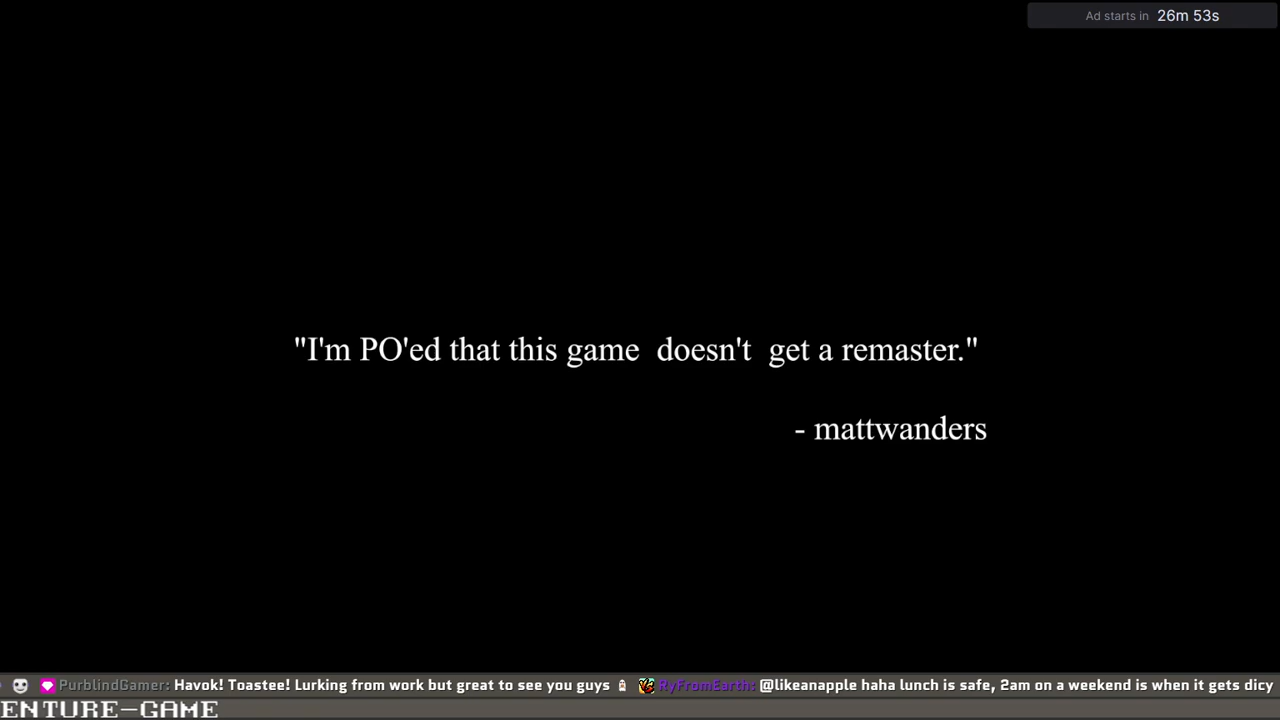 Ad starts in 26m 53s
"I'm PO'ed that this game  doesn't  get a remaster."
- mattwanders
PurblindGamer: Havok! Toastee! Lurking from work but great to see you guys RyFromEarth: @likeanapple haha lunch is safe, 2am on a weekend is when it gets dicy
ENTURE-GAME